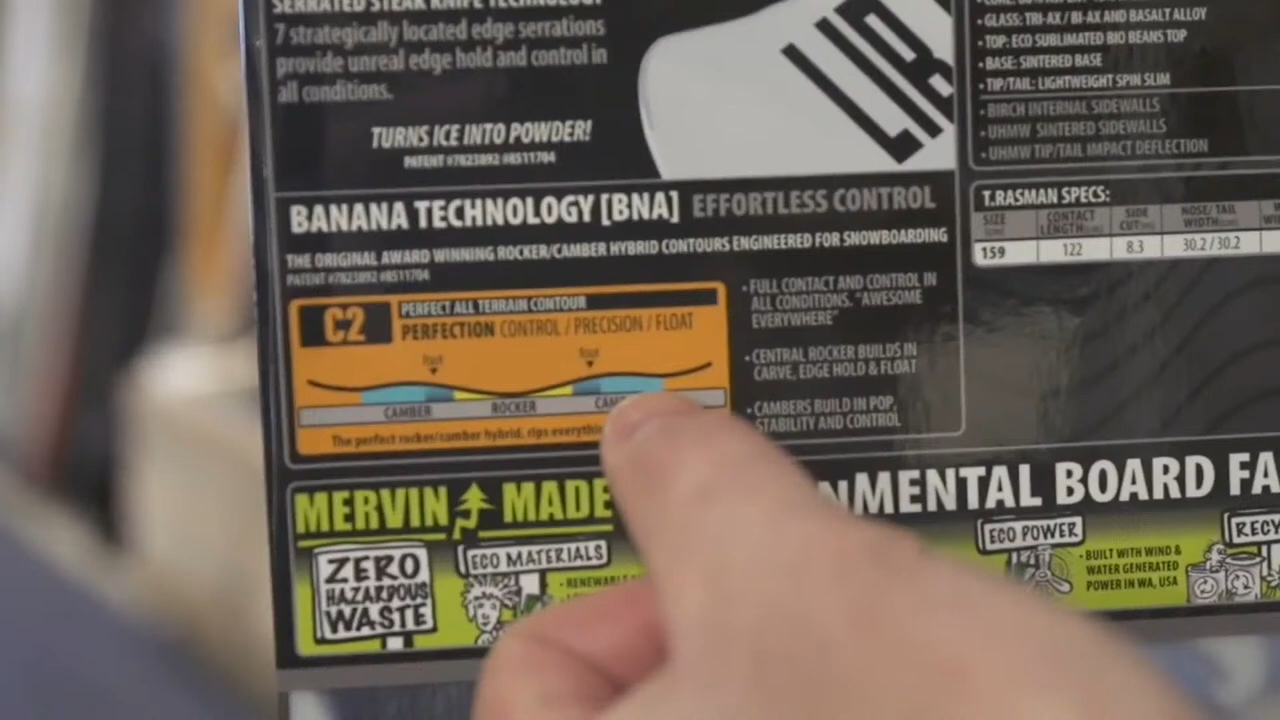 SERRATED STEAK KNIFE TECHNOLOGY
7 strategically located edge serrations
provide unreal edge hold and control in
all conditions.
TURNS ICE INTO POWDER!
PATENT #7823892 #8511704
LIB
• GLASS: TRI-AX / BI-AX AND BASALT ALLOY
• TOP: ECO SUBLIMATED BIO BEANS TOP
• BASE: SINTERED BASE
• TIP/TAIL: LIGHTWEIGHT SPIN SLIM
• BIRCH INTERNAL SIDEWALLS
• UHMW SINTERED SIDEWALLS
• UHMW TIP/TAIL IMPACT DEFLECTION
T.RASMAN SPECS:
SIZE CONTACT SIDE NOSE/ TAIL
LENGTH CUT WIDTH
159 122 8.3 30.2 / 30.2
BANANA TECHNOLOGY [BNA] EFFORTLESS CONTROL
THE ORIGINAL AWARD WINNING ROCKER/CAMBER HYBRID CONTOURS ENGINEERED FOR SNOWBOARDING
PATENT #7823892 #8511704
C2 PERFECT ALL TERRAIN CONTOUR
PERFECTION CONTROL / PRECISION / FLOAT
foot foot
CAMBER ROCKER
The perfect rocker/camber hybrid, rips
• FULL CONTACT AND CONTROL IN
ALL CONDITIONS. "AWESOME
EVERYWHERE"
• CENTRAL ROCKER BUILDS IN
CARVE, EDGE HOLD & FLOAT
• CAMBERS BUILD IN POP,
STABILITY AND CONTROL
MERVIN MADE NMENTAL BOARD FA
ZERO
HAZARDOUS
WASTE
ECO MATERIALS
ECO POWER
• BUILT WITH WIND &
WATER GENERATED
POWER IN WA, USA
RECY